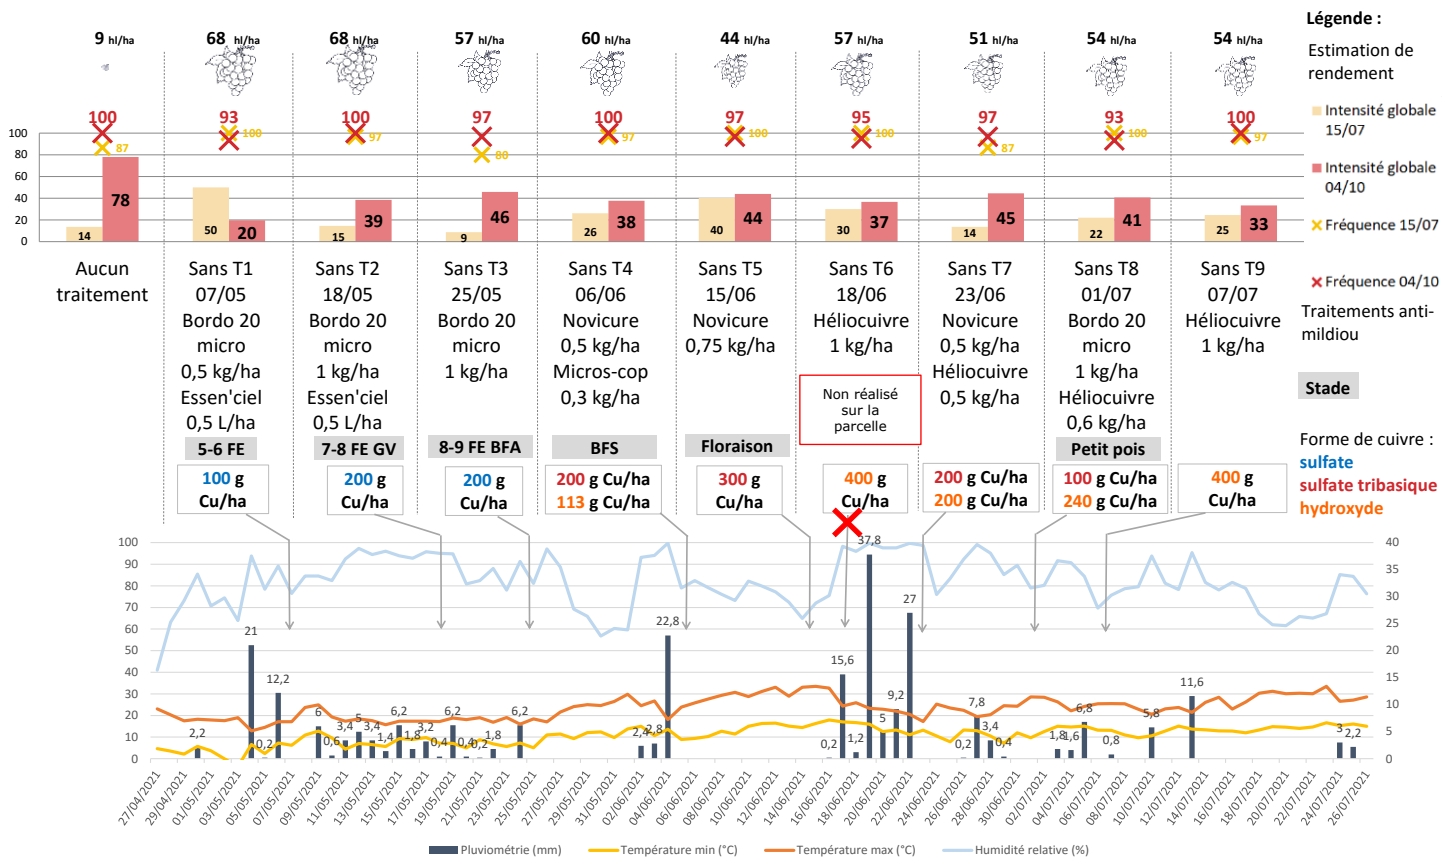 9 hl/ha
68 hl/ha
68 hl/ha
57 hl/ha
60 hl/ha
44 hl/ha
57 hl/ha
51 hl/ha
54 hl/ha
54 hl/ha
Légende :
Estimation de
rendement
Intensité globale
15/07
Intensité globale
04/10
Fréquence 15/07
Fréquence 04/10
Traitements anti-
mildiou
Stade
Forme de cuivre :
sulfate
sulfate tribasique
hydroxyde
100 93 100 97 100 97 95 97 93 100
87 100 97 80 97 100 100 87 100 97
100
80
60
40
20
0
14 78
50 20
15 39
9 46
26 38
40 44
30 37
14 45
22 41
25 33
Aucun
traitement
Sans T1
07/05
Bordo 20
micro
0,5 kg/ha
Essen'ciel
0,5 L/ha
5-6 FE
100 g
Cu/ha
Sans T2
18/05
Bordo 20
micro
1 kg/ha
Essen'ciel
0,5 L/ha
7-8 FE GV
200 g
Cu/ha
Sans T3
25/05
Bordo 20
micro
1 kg/ha
8-9 FE BFA
200 g
Cu/ha
Sans T4
06/06
Novicure
0,5 kg/ha
Micros-cop
0,3 kg/ha
BFS
200 g Cu/ha
113 g Cu/ha
Sans T5
15/06
Novicure
0,75 kg/ha
Floraison
300 g
Cu/ha
Sans T6
18/06
Héliocuivre
1 kg/ha
Non réalisé
sur la
parcelle
400 g
Cu/ha
Sans T7
23/06
Novicure
0,5 kg/ha
Héliocuivre
0,5 kg/ha
200 g Cu/ha
200 g Cu/ha
Sans T8
01/07
Bordo 20
micro
1 kg/ha
Héliocuivre
0,6 kg/ha
Petit pois
100 g Cu/ha
240 g Cu/ha
Sans T9
07/07
Héliocuivre
1 kg/ha
400 g
Cu/ha
100
90
80
70
60
50
40
30
20
10
0
40
35
30
25
20
15
10
5
0
2,2 21 0,2 12,2 6 0,6 3,4 5 3,4 1,4 6,2 1,8 3,2 0,4 6,2 0,4 0,2 1,8 6,2 2,4 2,8 22,8 0,2 15,6 1,2 37,8 5 9,2 27 0,2 7,8 3,4 0,4 1,8 1,6 6,8 0,8 5,8 11,6 3 2,2
27/04/2021
29/04/2021
01/05/2021
03/05/2021
05/05/2021
07/05/2021
09/05/2021
11/05/2021
13/05/2021
15/05/2021
17/05/2021
19/05/2021
21/05/2021
23/05/2021
25/05/2021
27/05/2021
29/05/2021
31/05/2021
02/06/2021
04/06/2021
06/06/2021
08/06/2021
10/06/2021
12/06/2021
14/06/2021
16/06/2021
18/06/2021
20/06/2021
22/06/2021
24/06/2021
26/06/2021
28/06/2021
30/06/2021
02/07/2021
04/07/2021
06/07/2021
08/07/2021
10/07/2021
12/07/2021
14/07/2021
16/07/2021
18/07/2021
20/07/2021
22/07/2021
24/07/2021
26/07/2021
Pluviométrie (mm)
Température min (°C)
Température max (°C)
Humidité relative (%)